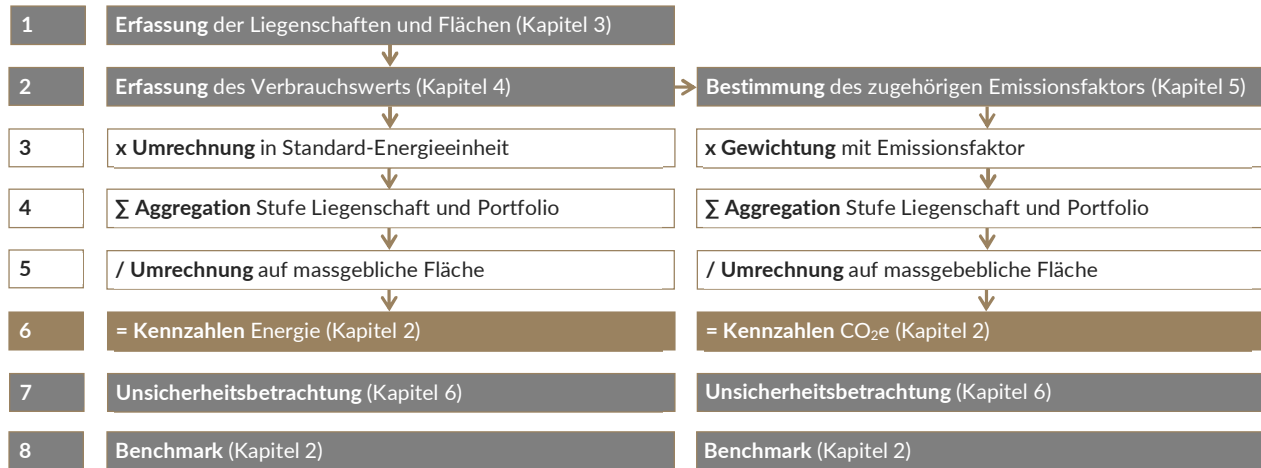 1 Erfassung der Liegenschaften und Flächen (Kapitel 3)
2 Erfassung des Verbrauchswerts (Kapitel 4) Bestimmung des zugehörigen Emissionsfaktors (Kapitel 5)
3 x Umrechnung in Standard-Energieeinheit x Gewichtung mit Emissionsfaktor
4 ∑ Aggregation Stufe Liegenschaft und Portfolio ∑ Aggregation Stufe Liegenschaft und Portfolio
5 / Umrechnung auf massgebliche Fläche / Umrechnung auf massgebebliche Fläche
6 = Kennzahlen Energie (Kapitel 2) = Kennzahlen CO₂e (Kapitel 2)
7 Unsicherheitsbetrachtung (Kapitel 6) Unsicherheitsbetrachtung (Kapitel 6)
8 Benchmark (Kapitel 2) Benchmark (Kapitel 2)